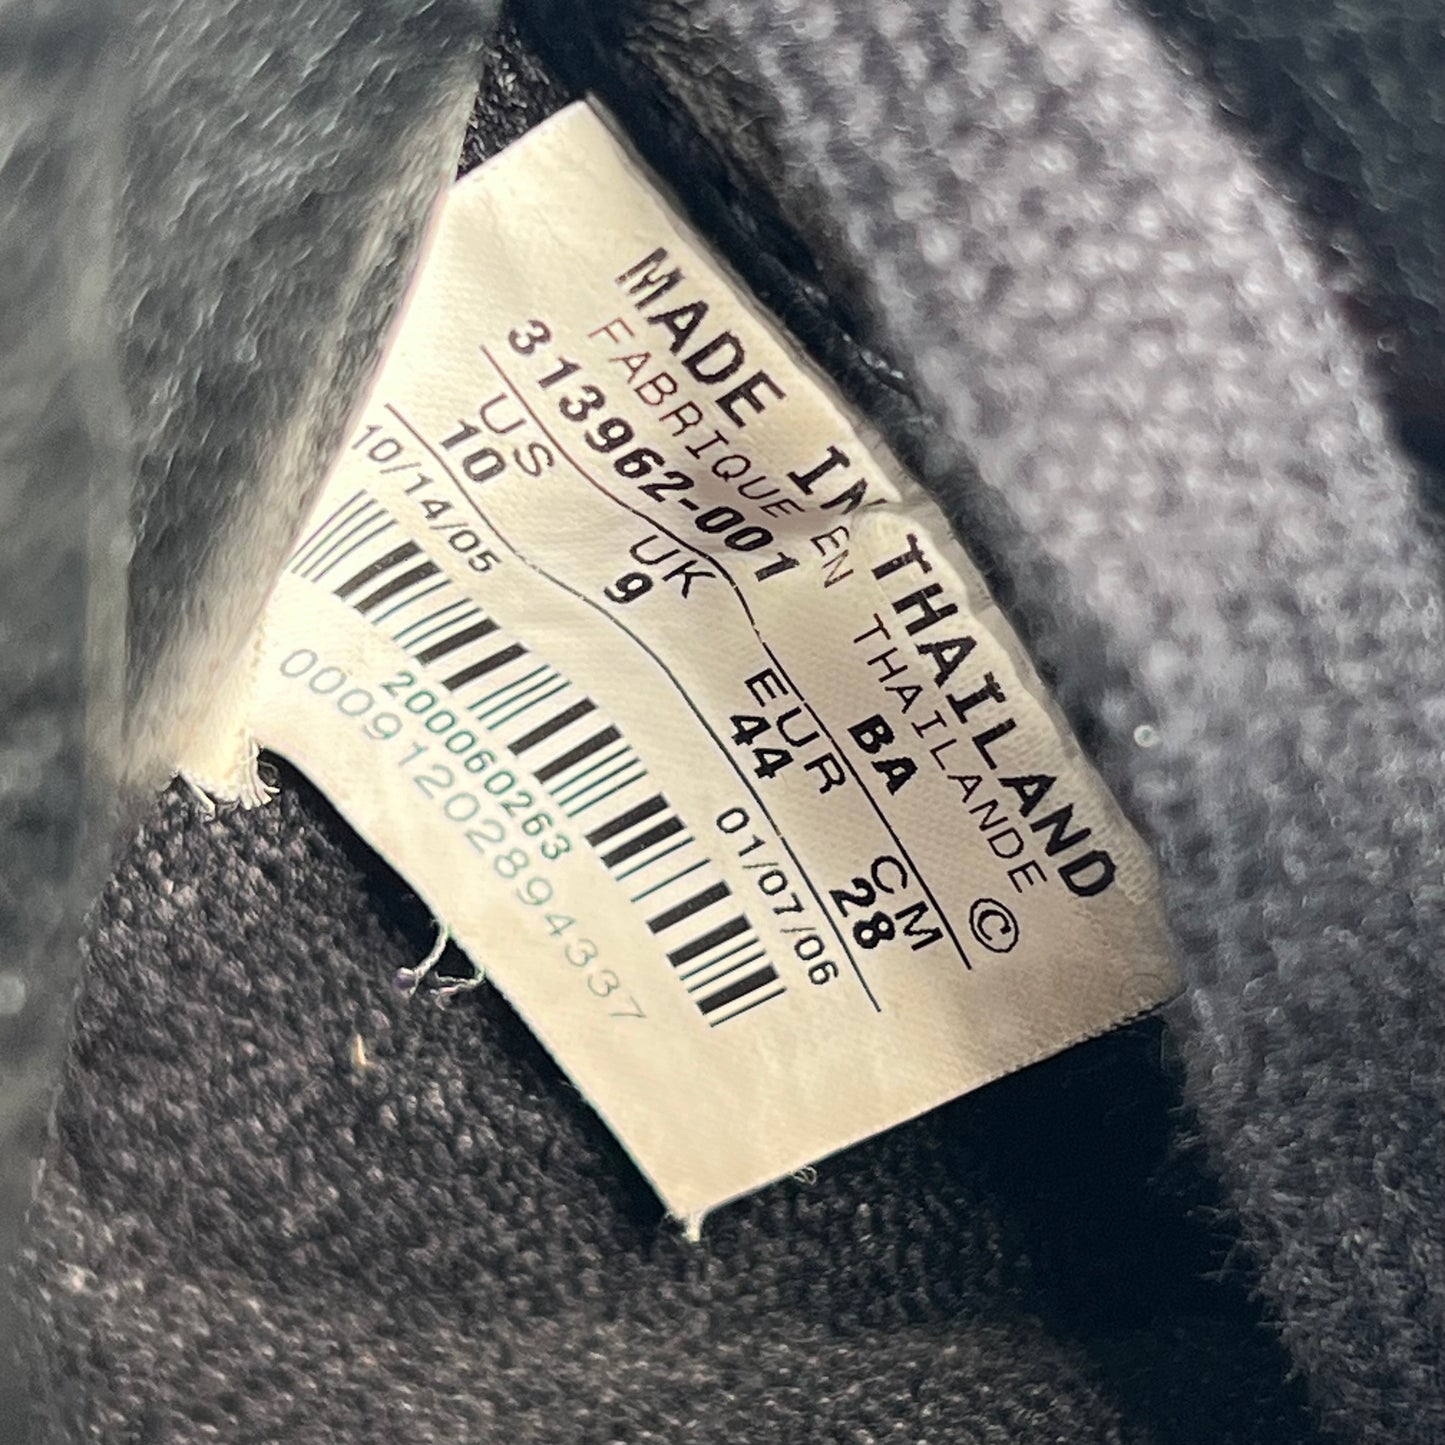 MADE IN THAILAND
FABRIQUE EN THAILANDE ©
313962-001 BA
US UK EUR CM
10 9 44 28
10/14/05 01/07/06
200060263
00091202894337